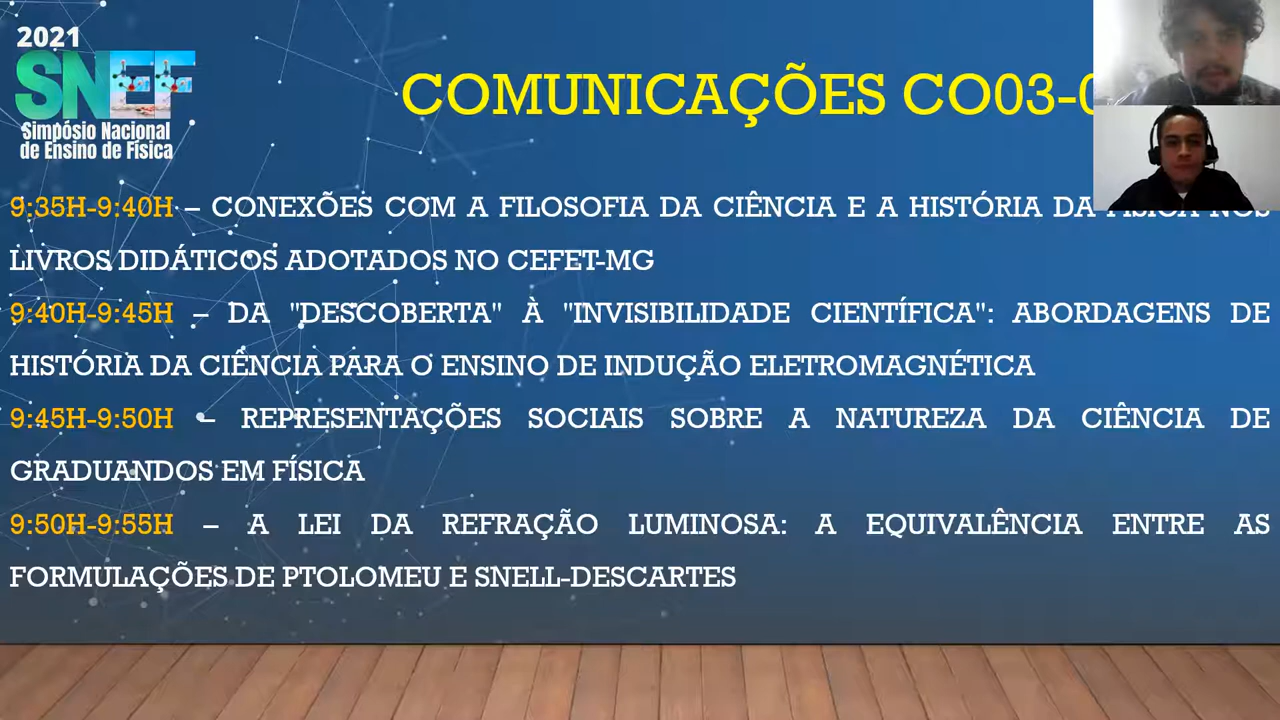 2021
SNEF
Simpósio Nacional
de Ensino de Física
COMUNICAÇÕES CO03-
9:35H-9:40H – CONEXÕES COM A FILOSOFIA DA CIÊNCIA E A HISTÓRIA DA FÍSICA NOS
LIVROS DIDÁTICOS ADOTADOS NO CEFET-MG
9:40H-9:45H – DA "DESCOBERTA" À "INVISIBILIDADE CIENTÍFICA": ABORDAGENS DE
HISTÓRIA DA CIÊNCIA PARA O ENSINO DE INDUÇÃO ELETROMAGNÉTICA
9:45H-9:50H – REPRESENTAÇÕES SOCIAIS SOBRE A NATUREZA DA CIÊNCIA DE
GRADUANDOS EM FÍSICA
9:50H-9:55H – A LEI DA REFRAÇÃO LUMINOSA: A EQUIVALÊNCIA ENTRE AS
FORMULAÇÕES DE PTOLOMEU E SNELL-DESCARTES